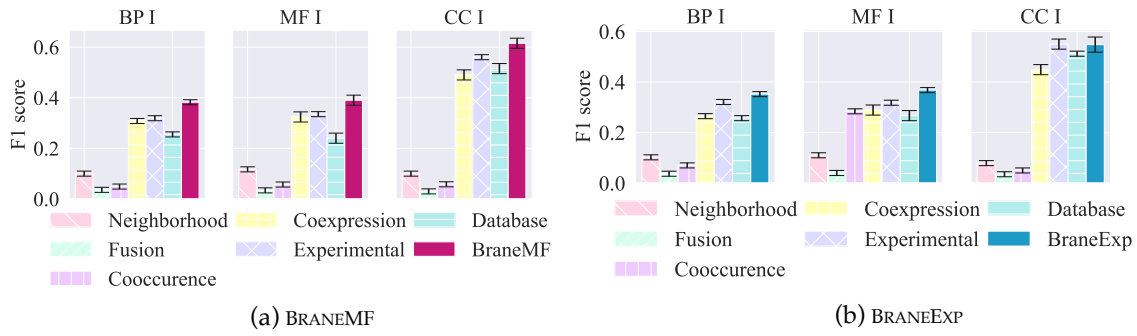 BP I MF I CC I
F1 score
0.6
0.4
0.2
0.0
Neighborhood Coexpression Database
Fusion Experimental BraneMF
Cooccurence
(a) BRANEMF
BP I MF I CC I
F1 score
0.6
0.4
0.2
0.0
Neighborhood Coexpression Database
Fusion Experimental BraneExp
Cooccurence
(b) BRANEEXP